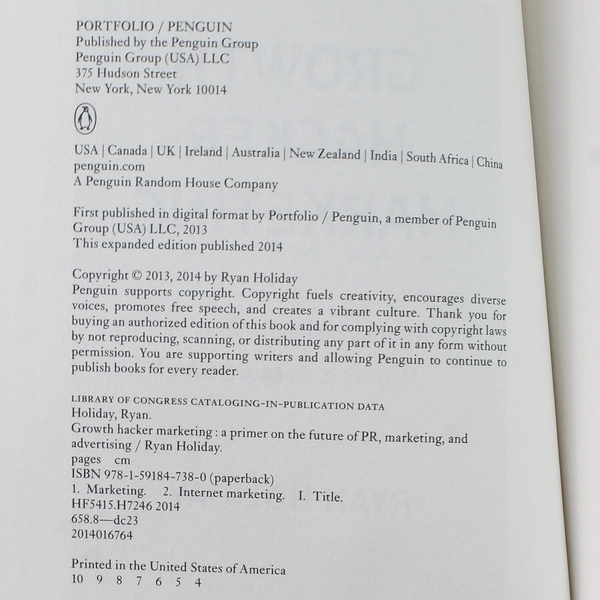 PORTFOLIO / PENGUIN
Published by the Penguin Group
Penguin Group (USA) LLC
375 Hudson Street
New York, New York 10014
USA | Canada | UK | Ireland | Australia | New Zealand | India | South Africa | China
penguin.com
A Penguin Random House Company
First published in digital format by Portfolio / Penguin, a member of Penguin
Group (USA) LLC, 2013
This expanded edition published 2014
Copyright © 2013, 2014 by Ryan Holiday
Penguin supports copyright. Copyright fuels creativity, encourages diverse
voices, promotes free speech, and creates a vibrant culture. Thank you for
buying an authorized edition of this book and for complying with copyright laws
by not reproducing, scanning, or distributing any part of it in any form without
permission. You are supporting writers and allowing Penguin to continue to
publish books for every reader.
LIBRARY OF CONGRESS CATALOGING-IN-PUBLICATION DATA
Holiday, Ryan.
Growth hacker marketing : a primer on the future of PR, marketing, and
advertising / Ryan Holiday.
pages cm
ISBN 978-1-59184-738-0 (paperback)
1. Marketing. 2. Internet marketing. I. Title.
HF5415.H7246 2014
658.8—dc23
2014016764
Printed in the United States of America
10 9 8 7 6 5 4